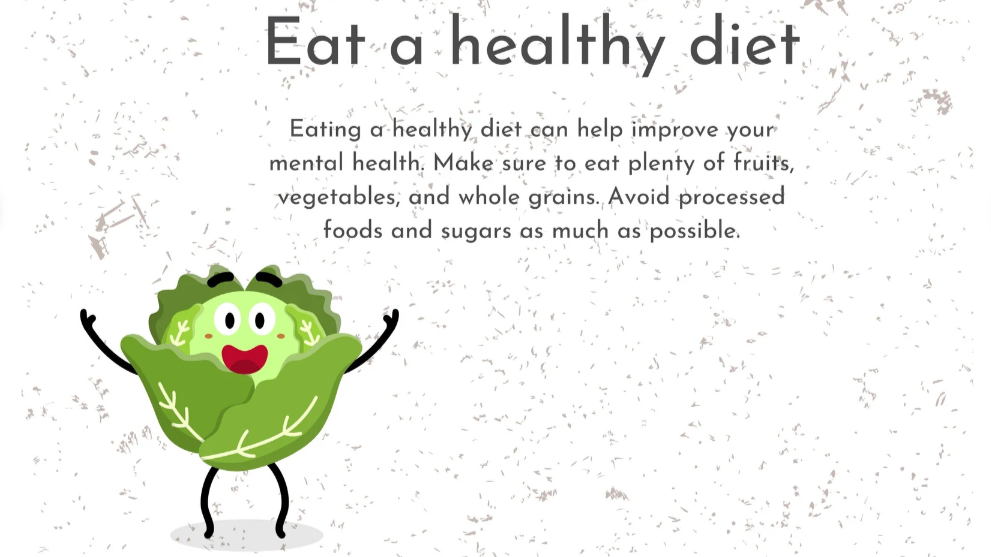 Eat a healthy diet
Eating a healthy diet can help improve your
mental health. Make sure to eat plenty of fruits,
vegetables, and whole grains. Avoid processed
foods and sugars as much as possible.